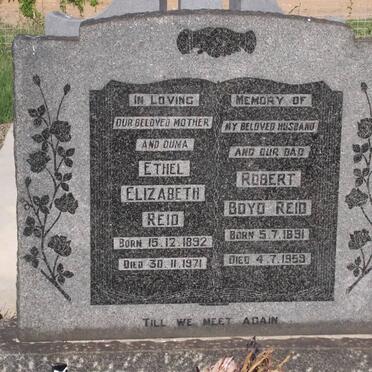 IN LOVING
OUR BELOVED MOTHER
AND OUMA
ETHEL
ELIZABETH
REID
BORN 15.12.1892
DIED 30.11.1971
MEMORY OF
MY BELOVED HUSBAND
AND OUR DAD
ROBERT
BOYD REID
BORN 5.7.1891
DIED 4.7.1959
TILL WE MEET AGAIN